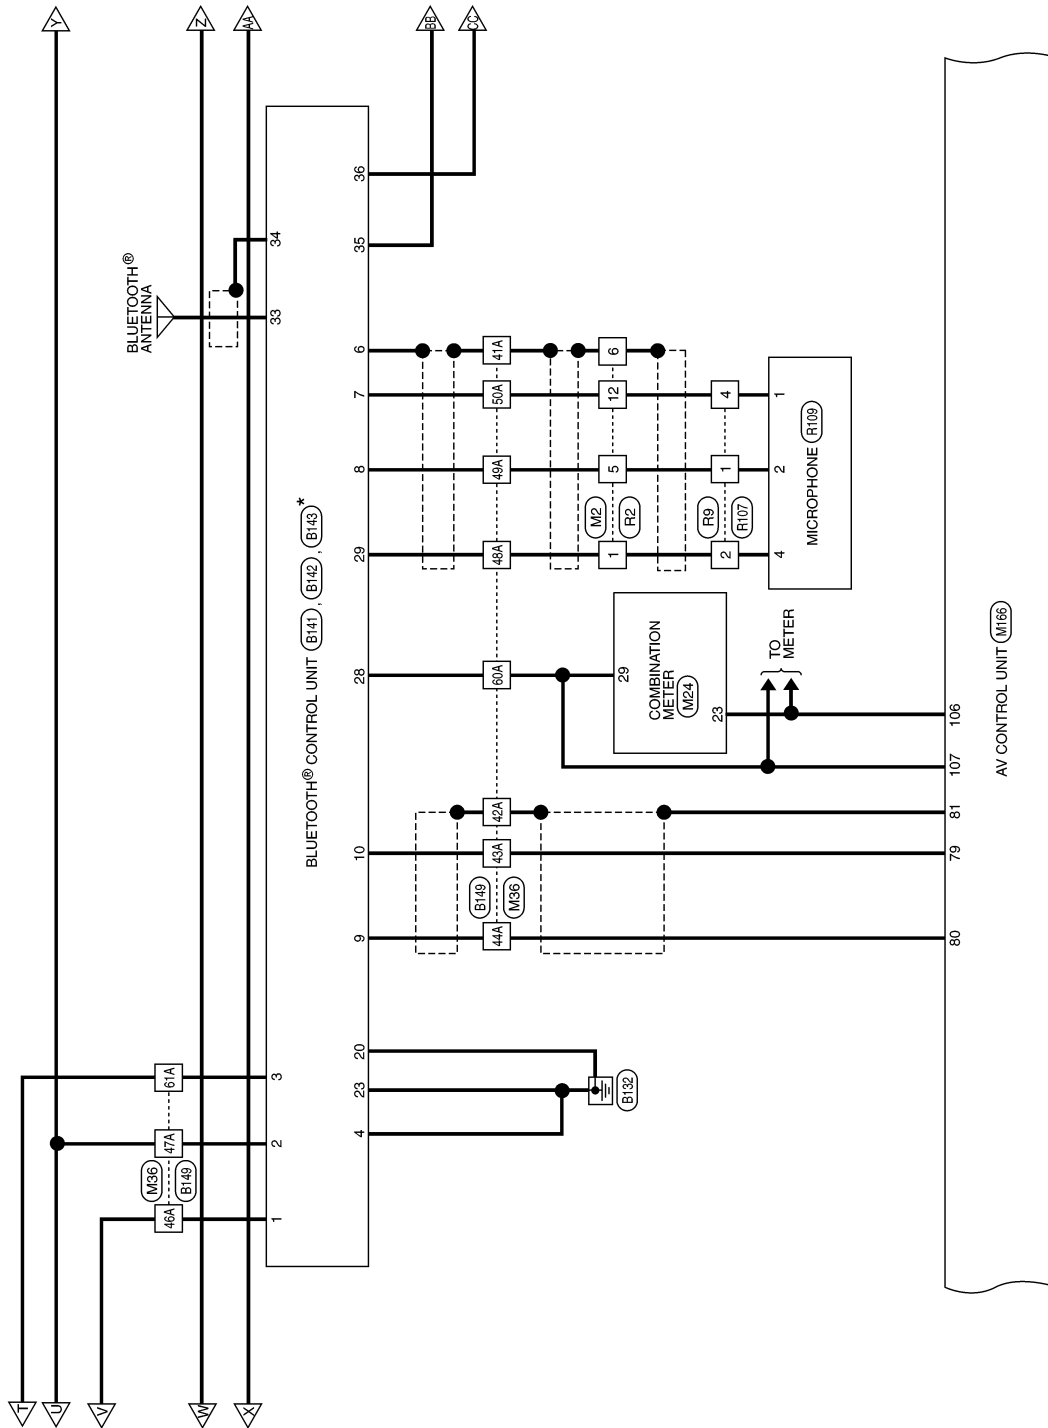 Y
Z
AA
BB
CC
BLUETOOTH®
ANTENNA
36
34
35
33
6
41A
6
7
50A
12
4
1
8
49A
5
1
2
M2
R2
R9
R107
MICROPHONE R109
29
48A
1
2
4
BLUETOOTH® CONTROL UNIT B141 , B142 , B143 *
28
60A
29
COMBINATION
METER
M24
23
TO
METER
106
107
AV CONTROL UNIT M166
42A
81
10
43A
79
B149
M36
9
44A
80
20
23
4
B132
61A
3
47A
2
M36
B149
46A
1
T
U
V
W
X